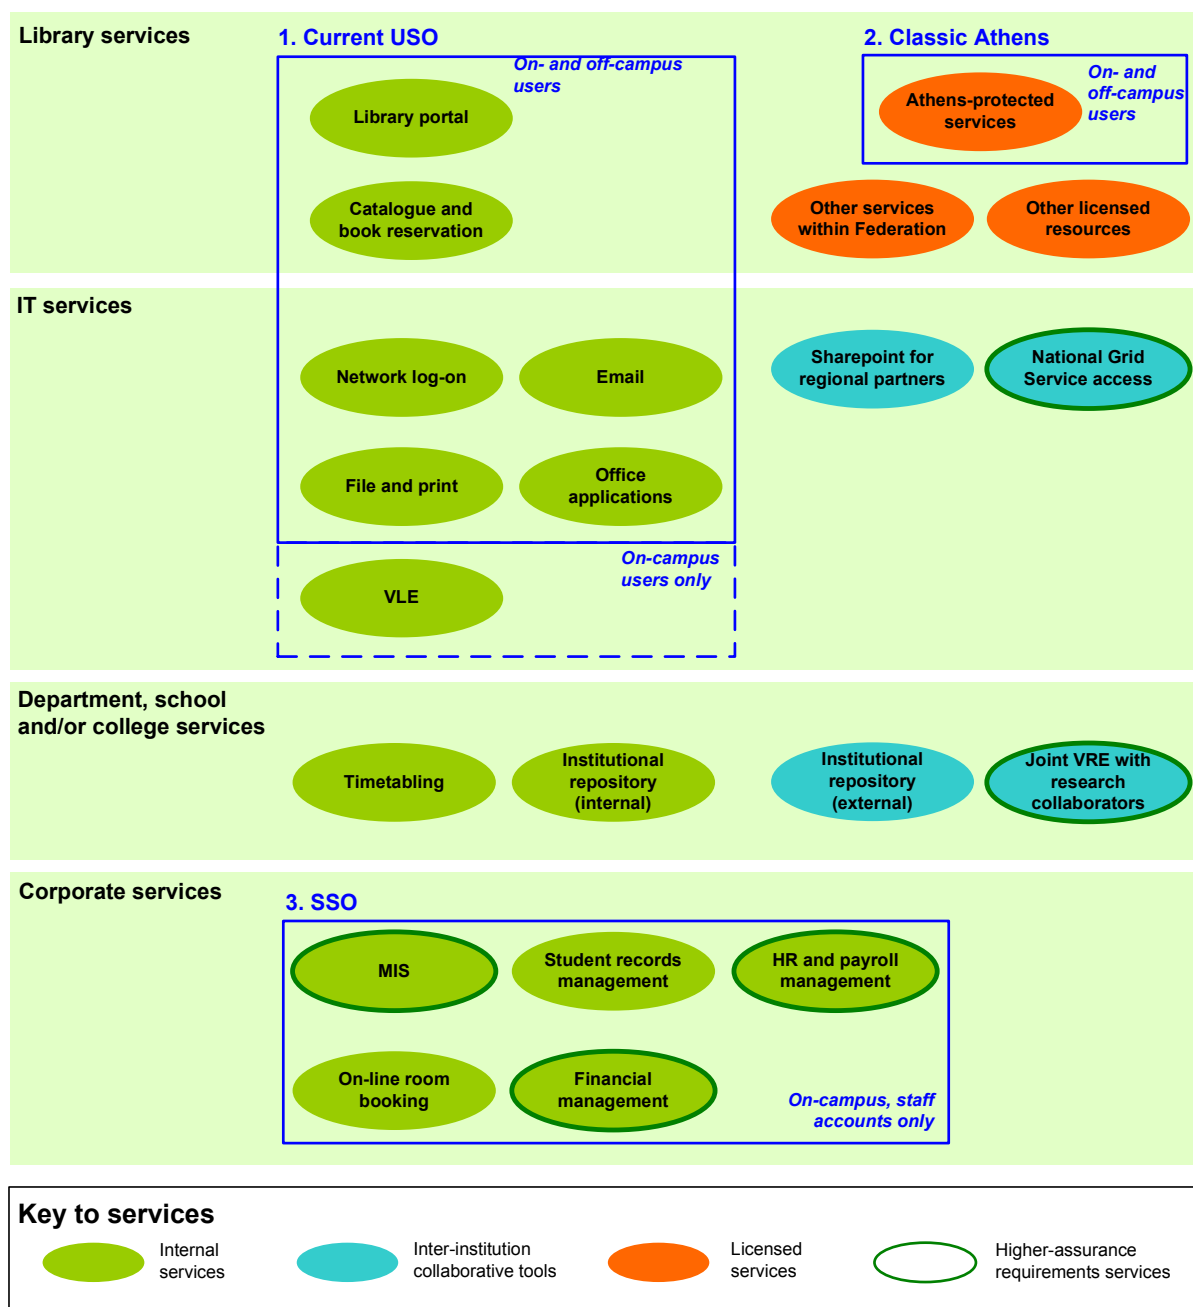 Library services
1. Current USO
On- and off-campus
users
Library portal
Catalogue and
book reservation
2. Classic Athens
On- and
off-campus
users
Athens-protected
services
Other services
within Federation
Other licensed
resources
IT services
Network log-on
Email
File and print
Office
applications
On-campus
users only
VLE
Sharepoint for
regional partners
National Grid
Service access
Department, school
and/or college services
Timetabling
Institutional
repository
(internal)
Institutional
repository
(external)
Joint VRE with
research
collaborators
Corporate services
3. SSO
MIS
Student records
management
HR and payroll
management
On-line room
booking
Financial
management
On-campus, staff
accounts only
Key to services
Internal
services
Inter-institution
collaborative tools
Licensed
services
Higher-assurance
requirements services